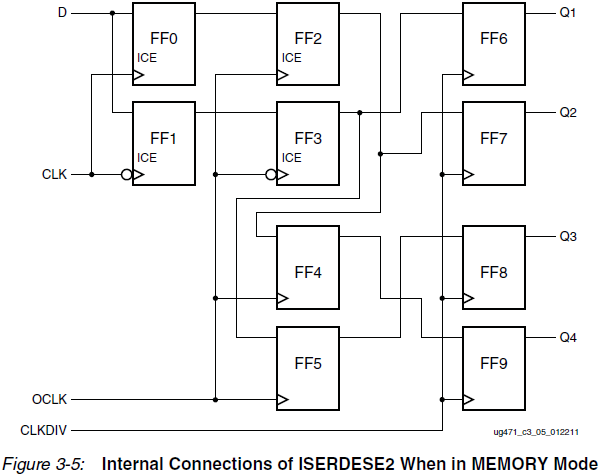 D
FF0
ICE
FF2
ICE
FF6
Q1
FF1
ICE
FF3
ICE
FF7
Q2
CLK
FF4
FF8
Q3
FF5
FF9
Q4
OCLK
CLKDIV
ug471_c3_05_012211
Figure 3-5: Internal Connections of ISERDESE2 When in MEMORY Mode